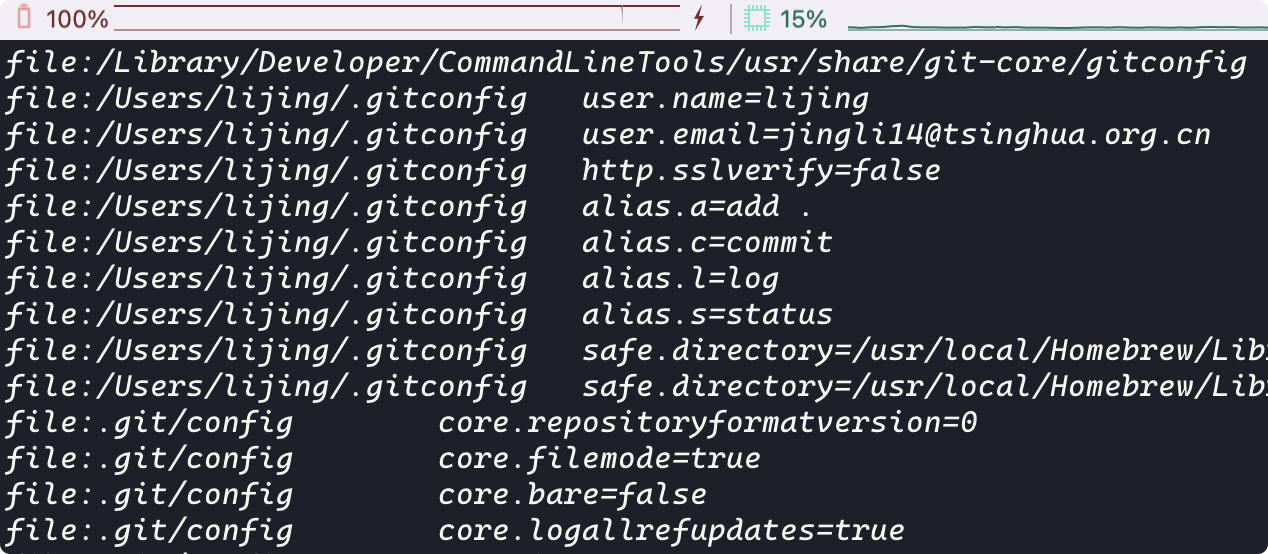 100% 15%
file:/Library/Developer/CommandLineTools/usr/share/git-core/gitconfig
file:/Users/lijing/.gitconfig user.name=lijing
file:/Users/lijing/.gitconfig user.email=jingli14@tsinghua.org.cn
file:/Users/lijing/.gitconfig http.sslverify=false
file:/Users/lijing/.gitconfig alias.a=add .
file:/Users/lijing/.gitconfig alias.c=commit
file:/Users/lijing/.gitconfig alias.l=log
file:/Users/lijing/.gitconfig alias.s=status
file:/Users/lijing/.gitconfig safe.directory=/usr/local/Homebrew/Lib
file:/Users/lijing/.gitconfig safe.directory=/usr/local/Homebrew/Lib
file:.git/config core.repositoryformatversion=0
file:.git/config core.filemode=true
file:.git/config core.bare=false
file:.git/config core.logallrefupdates=true